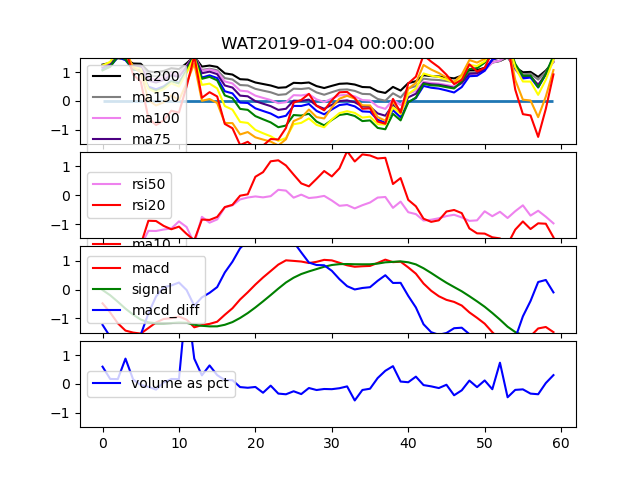 WAT2019-01-04 00:00:00
1
0
−1
ma200
ma150
ma100
ma75
1
0
−1
rsi50
rsi20
ma10
1
0
−1
macd
signal
macd_diff
1
0
−1
volume as pct
0 10 20 30 40 50 60